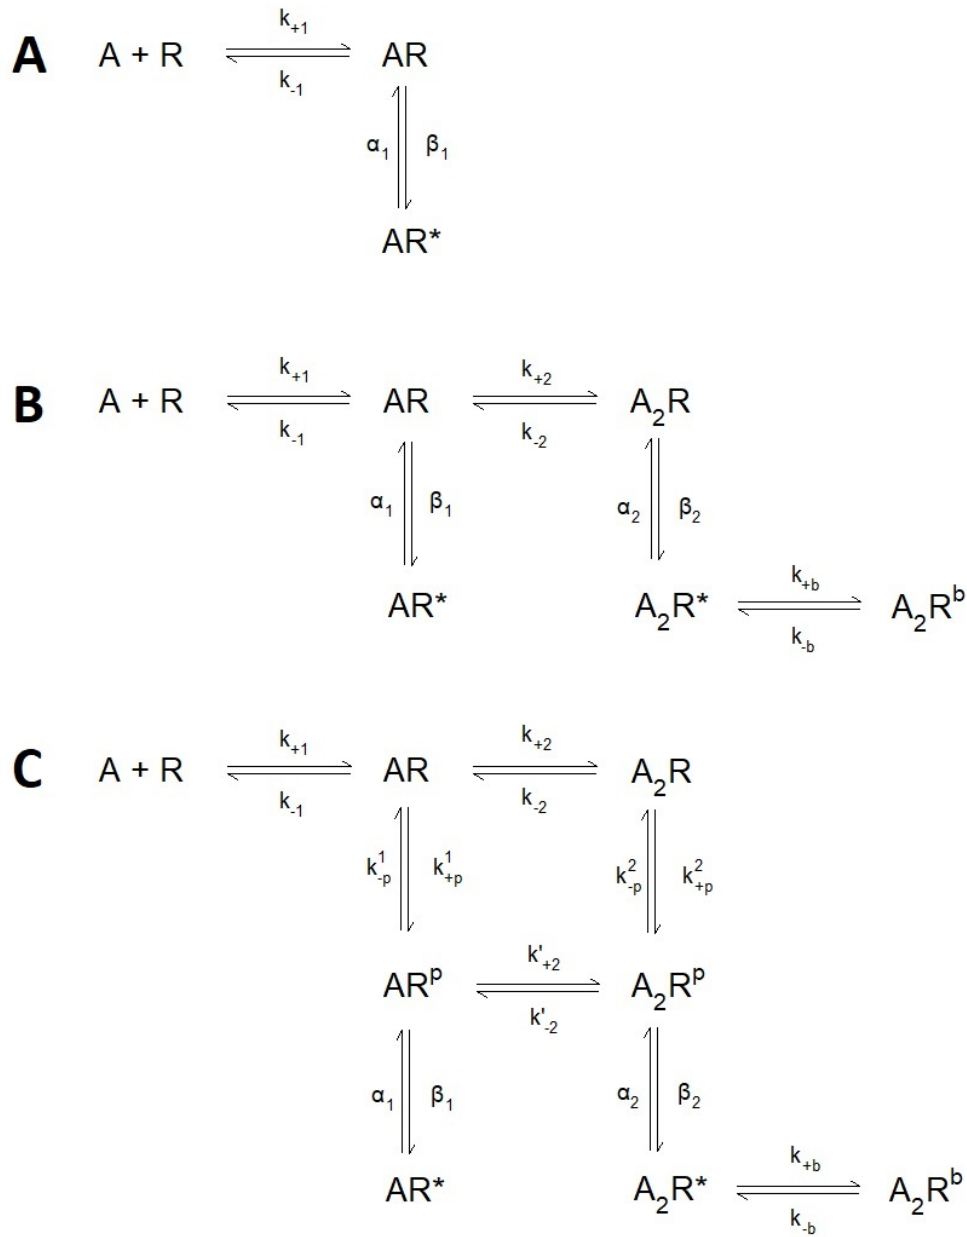 k+1
A A + R AR
k-1
α1 β1
AR*
k+1 k+2
B A + R AR A2R
k-1 k-2
α1 β1 α2 β2
k+b
AR* A2R* A2Rb
k-b
k+1 k+2
C A + R AR A2R
k-1 k-2
k1-p k1+p k2-p k2+p
k'+2
ARp A2Rp
k'-2
α1 β1 α2 β2
k+b
AR* A2R* A2Rb
k-b